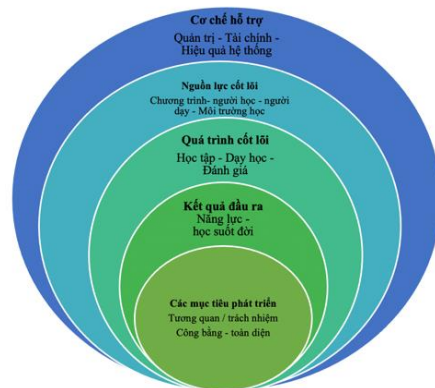 Cơ chế hỗ trợ
Quản trị - Tài chính -
Hiệu quả hệ thống
Nguồn lực cốt lõi
Chương trình- người học - người
dạy - Môi trường học
Quá trình cốt lõi
Học tập - Dạy học -
Đánh giá
Kết quả đầu ra
Năng lực -
học suốt đời
Các mục tiêu phát triển
Tương quan / trách nhiệm
Công bằng - toàn diện